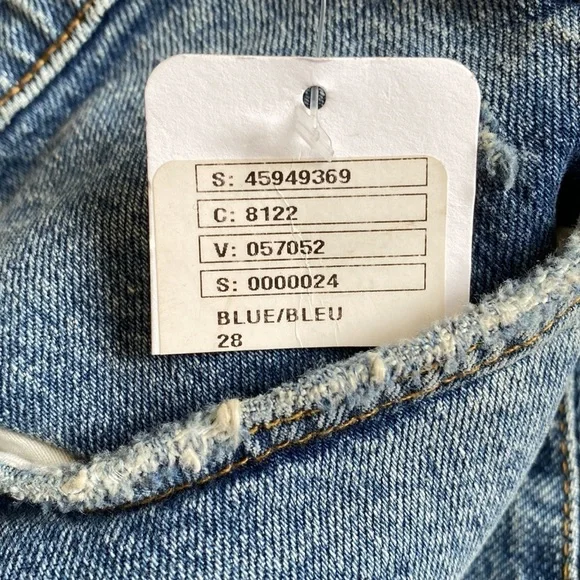 S: 45949369
C: 8122
V: 057052
S: 0000024
BLUE/BLEU
28